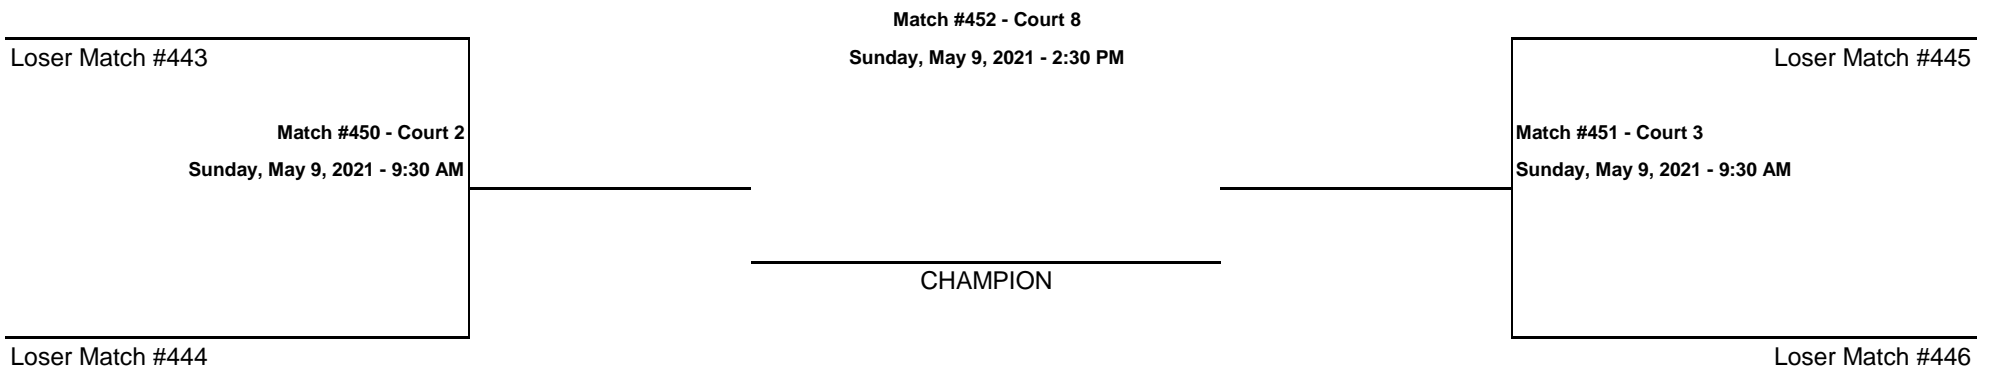 Match #452 - Court 8
Sunday, May 9, 2021 - 2:30 PM
Loser Match #443
Match #450 - Court 2
Sunday, May 9, 2021 - 9:30 AM
Loser Match #444
CHAMPION
Loser Match #445
Match #451 - Court 3
Sunday, May 9, 2021 - 9:30 AM
Loser Match #446